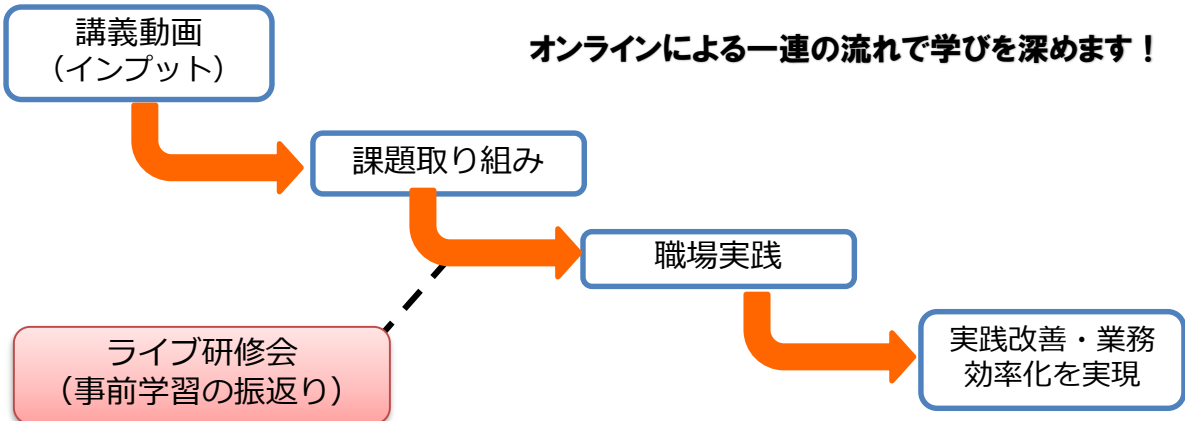 講義動画
（インプット）
オンラインによる一連の流れで学びを深めます！
課題取り組み
職場実践
ライブ研修会
（事前学習の振返り）
実践改善・業務
効率化を実現